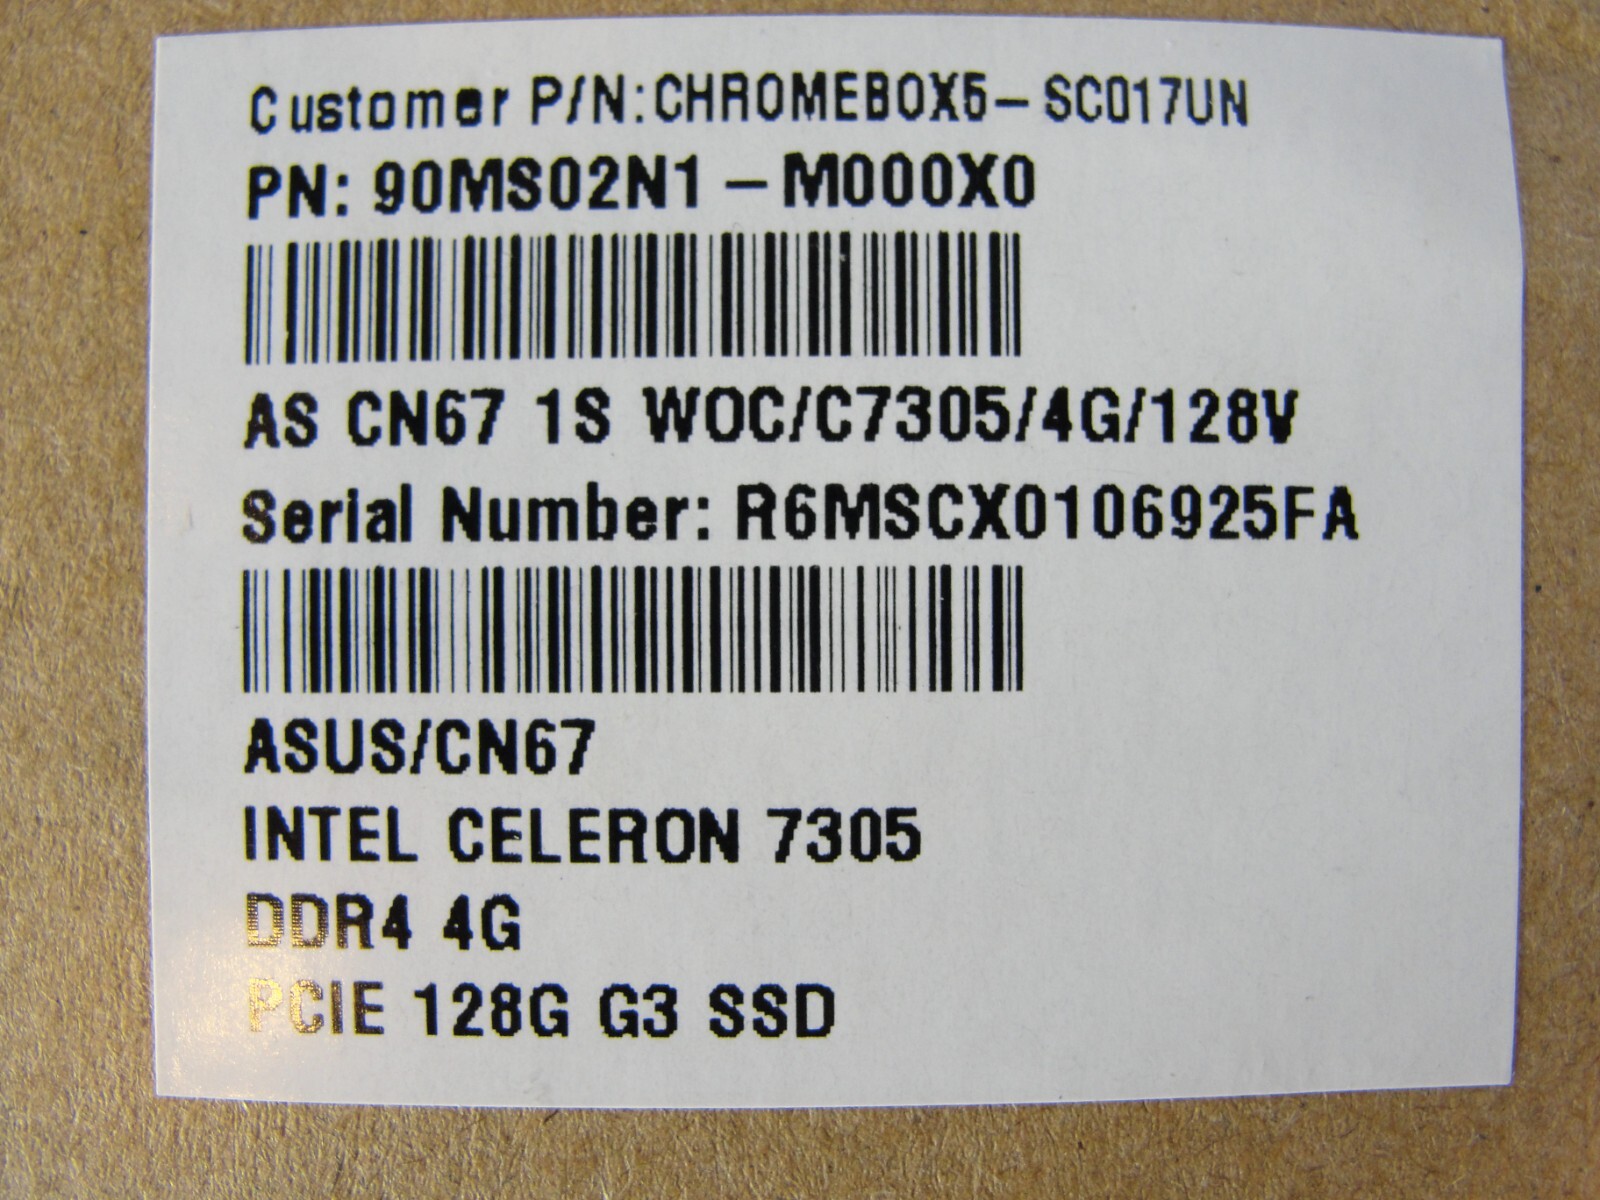 Customer P/N:CHROMEBOX5-SC017UN
PN: 90MS02N1-M000X0
AS CN67 1S WOC/C7305/4G/128V
Serial Number: R6MSCX0106925FA
ASUS/CN67
INTEL CELERON 7305
DDR4 4G
PCIE 128G G3 SSD